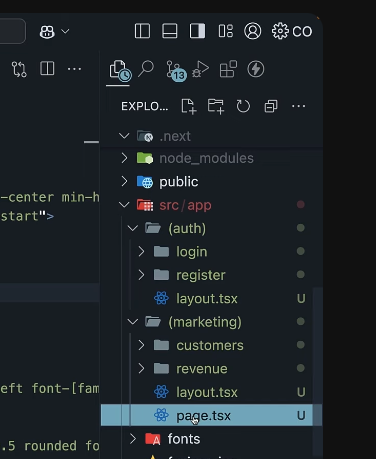 CO
13
EXPLO...
.next
node_modules
public
src/app
(auth)
login
register
layout.tsx U
(marketing)
customers
revenue
layout.tsx U
page.tsx U
fonts
-center min-h
start">
eft font-[fam
.5 rounded fo